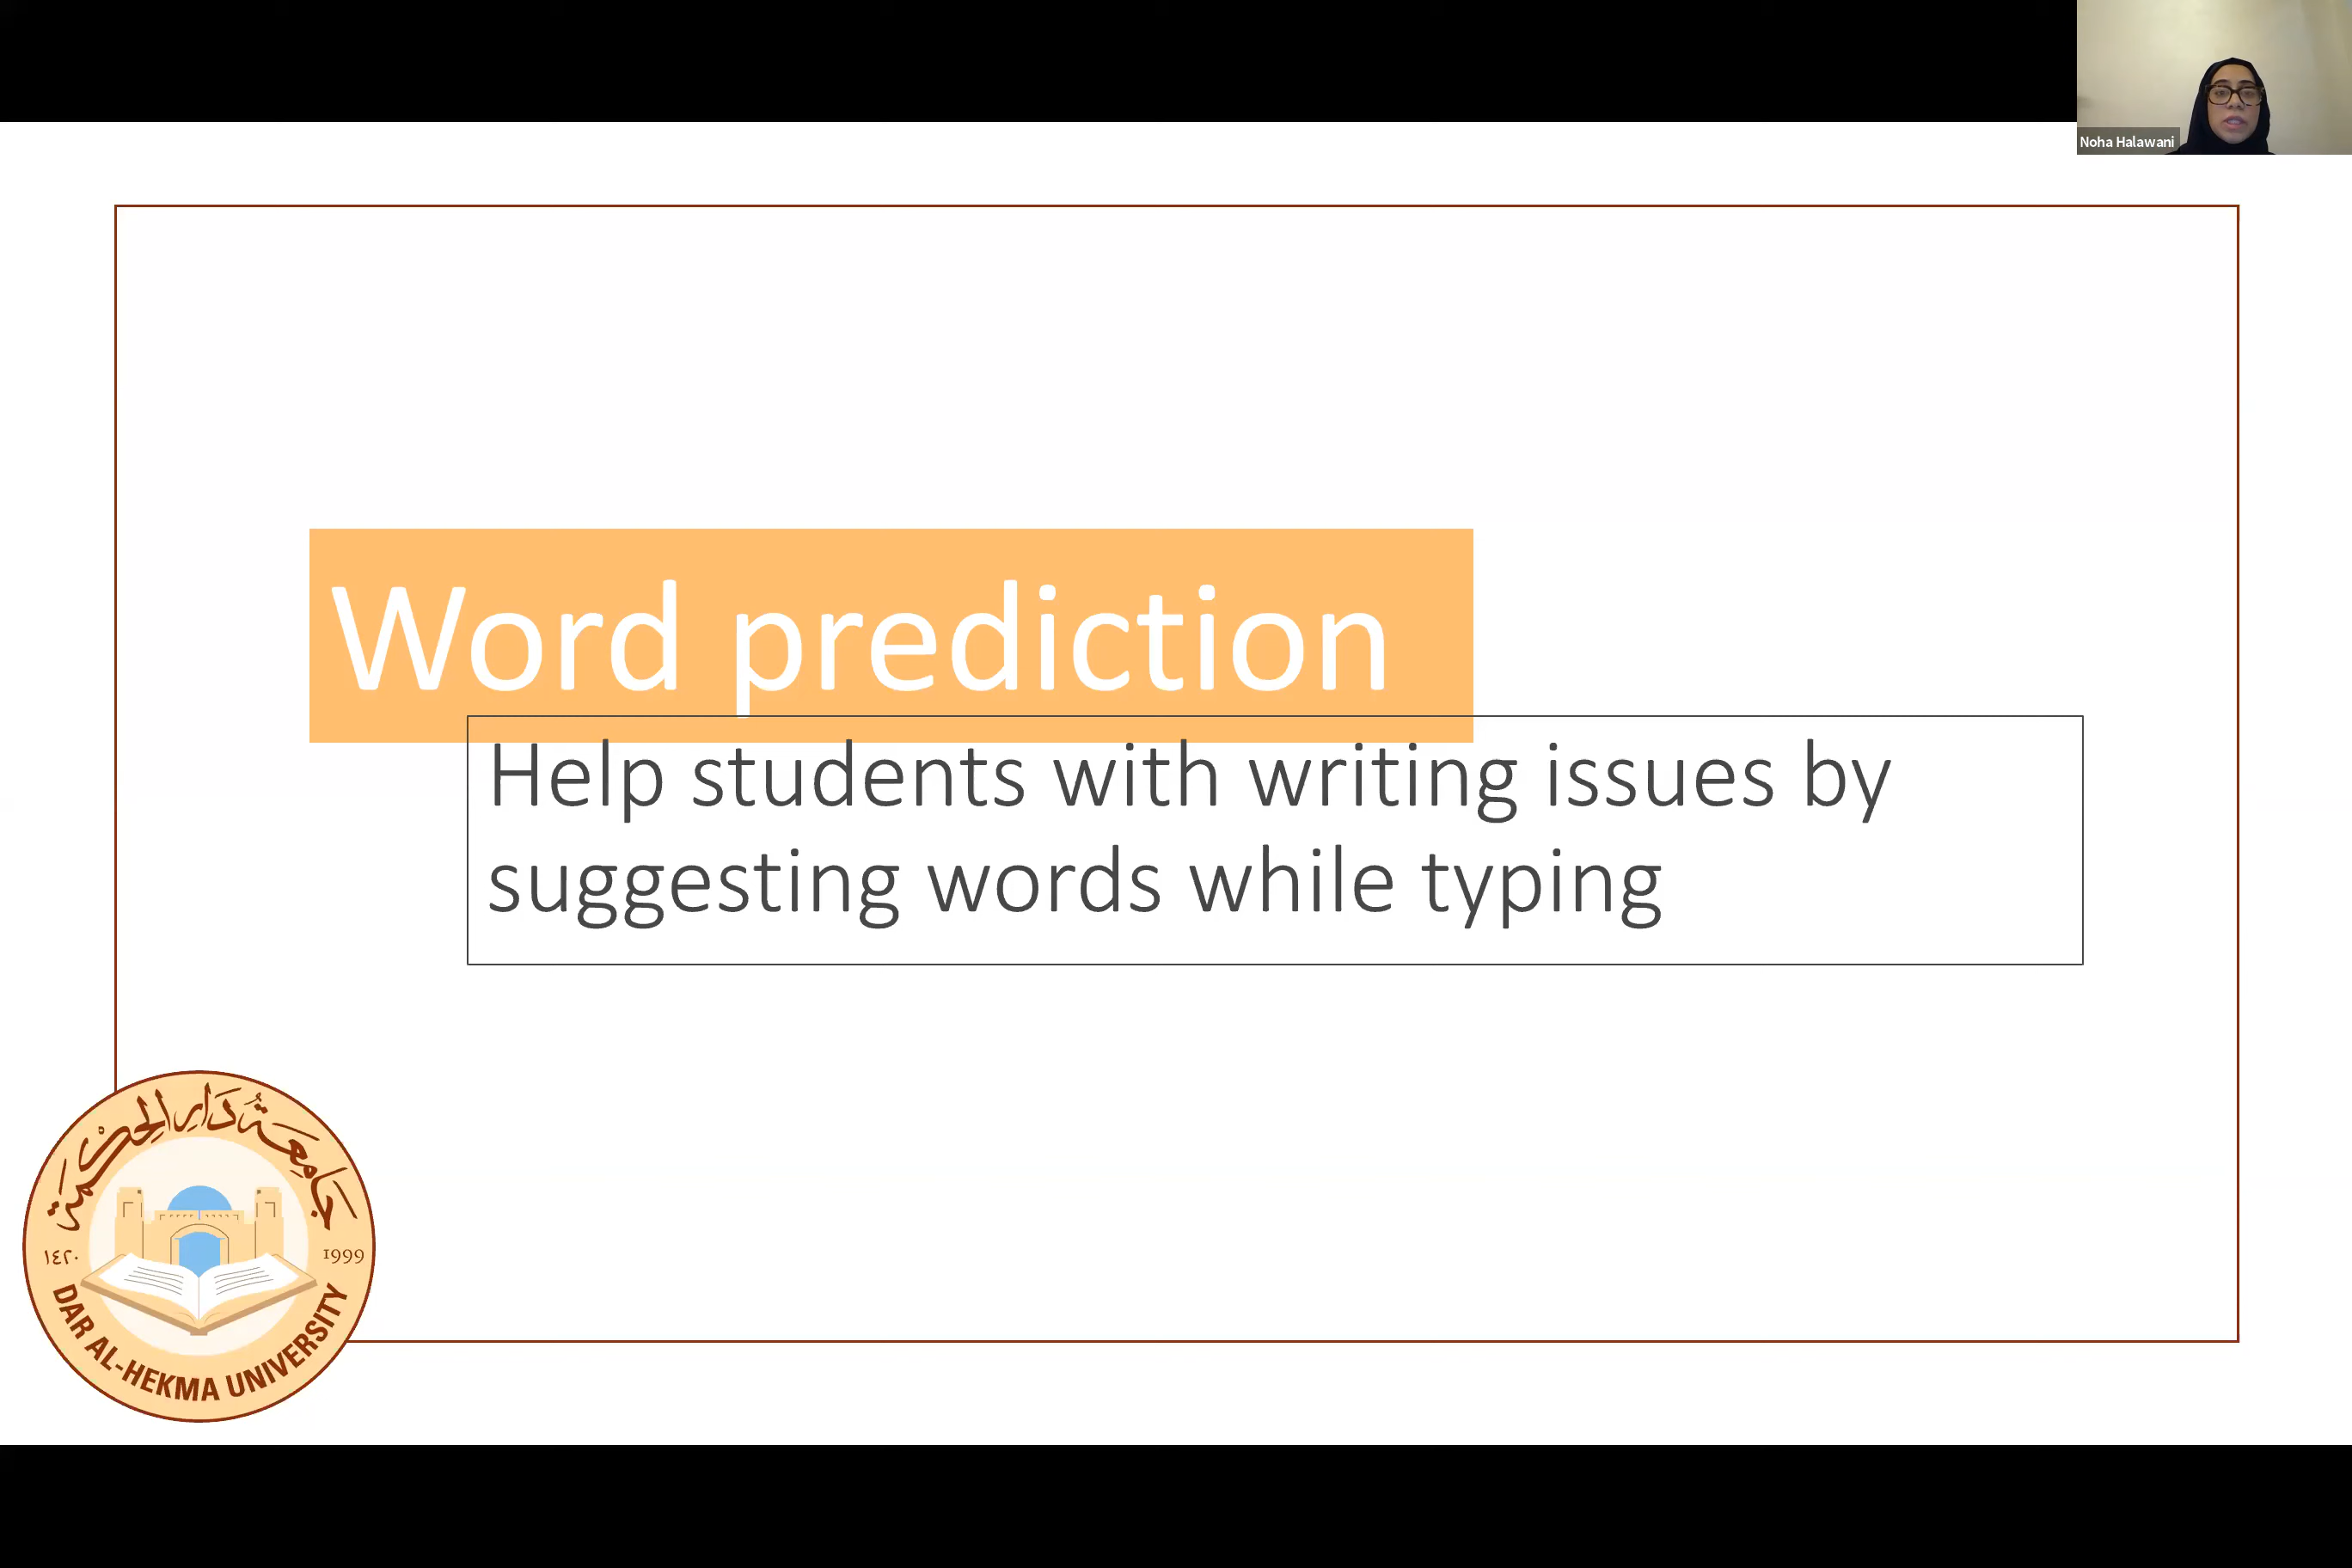 Noha Halawani
Word prediction
Help students with writing issues by
suggesting words while typing
جامعة دار الحكمة
١٤٢٠
1999
DAR AL-HEKMA UNIVERSITY